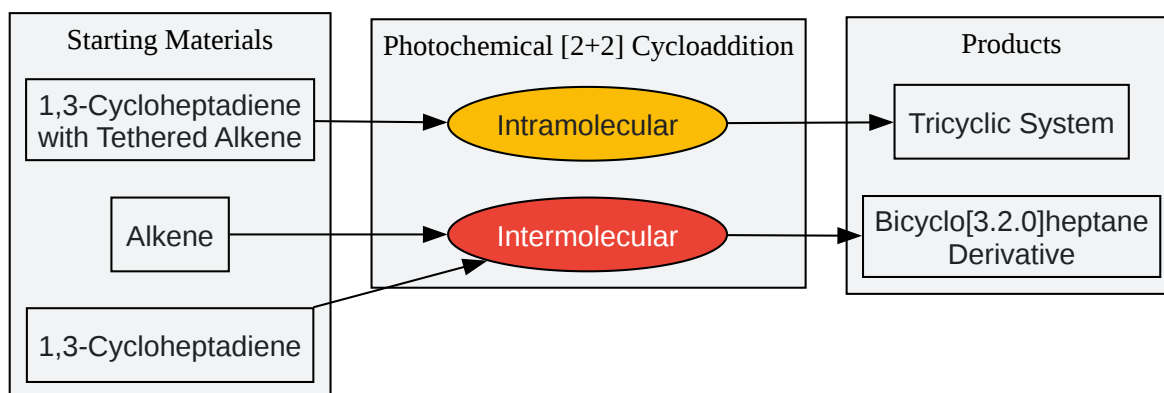 Starting Materials
1,3-Cycloheptadiene
with Tethered Alkene
Alkene
1,3-Cycloheptadiene
Photochemical [2+2] Cycloaddition
Intramolecular
Intermolecular
Products
Tricyclic System
Bicyclo[3.2.0]heptane
Derivative